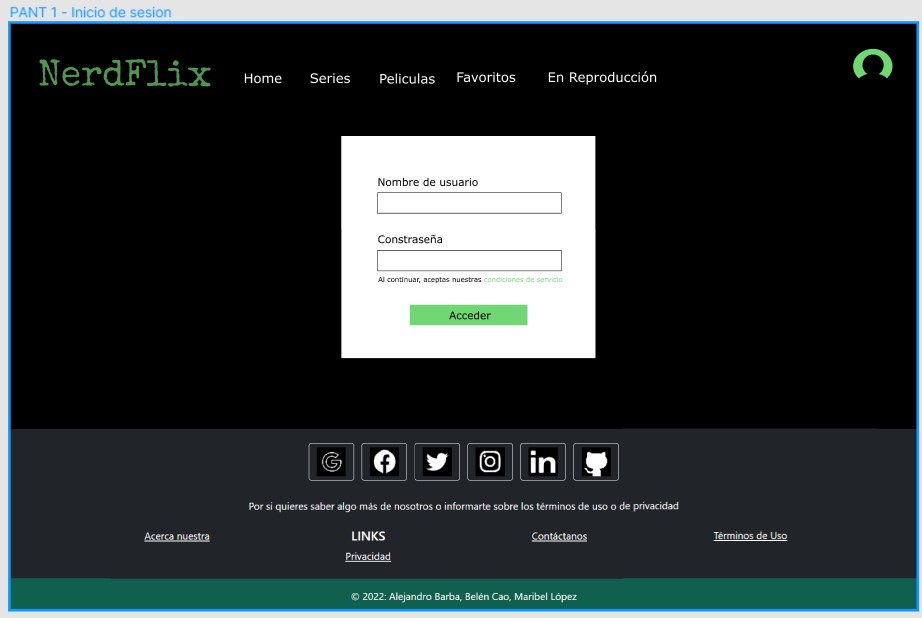 PANT 1 - Inicio de sesion
NerdFlix Home Series Peliculas Favoritos En Reproducción
Nombre de usuario
Constraseña
Al continuar, aceptas nuestras condiciones de servicio
Acceder
Por si quieres saber algo más de nosotros o informarte sobre los términos de uso o de privacidad
Acerca nuestra LINKS Contáctanos Términos de Uso
Privacidad
© 2022: Alejandro Barba, Belén Cao, Maribel López